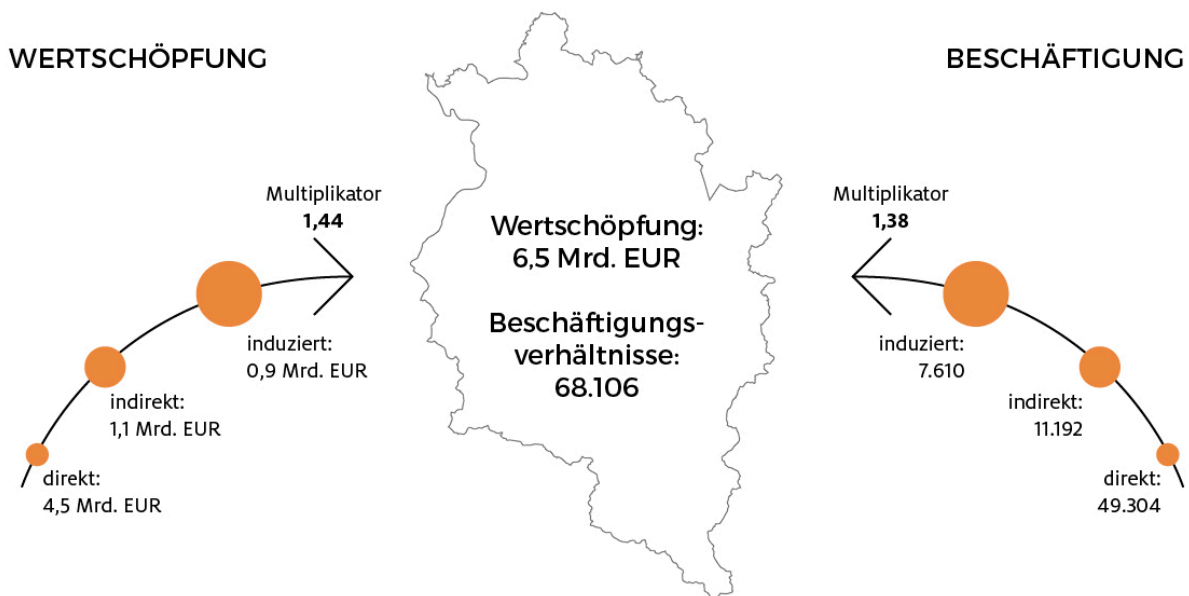 WERTSCHÖPFUNG
Multiplikator
1,44
induziert:
0,9 Mrd. EUR
indirekt:
1,1 Mrd. EUR
direkt:
4,5 Mrd. EUR
Wertschöpfung:
6,5 Mrd. EUR
Beschäftigungs-
verhältnisse:
68.106
BESCHÄFTIGUNG
Multiplikator
1,38
induziert:
7.610
indirekt:
11.192
direkt:
49.304